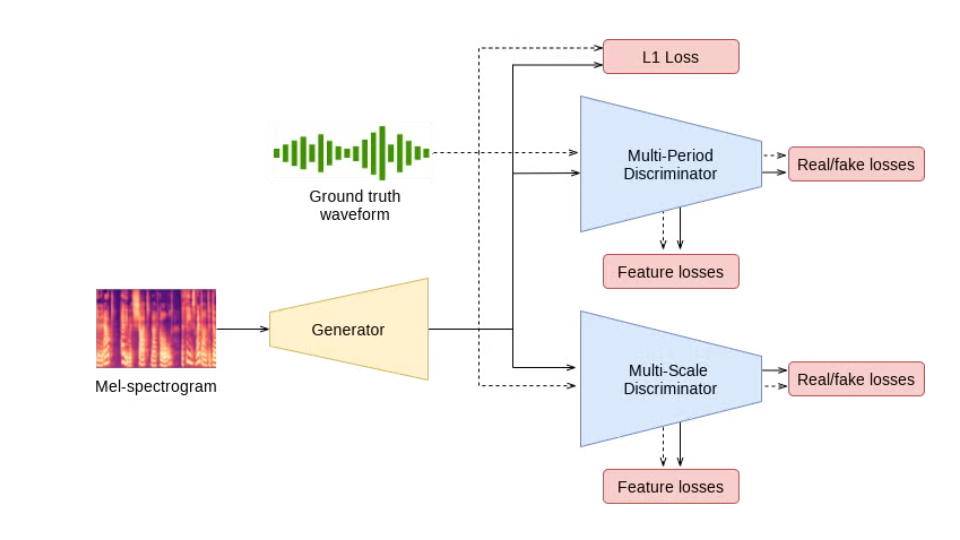 L1 Loss
Multi-Period
Discriminator
Real/fake losses
Ground truth
waveform
Feature losses
Generator
Mel-spectrogram
Multi-Scale
Discriminator
Real/fake losses
Feature losses